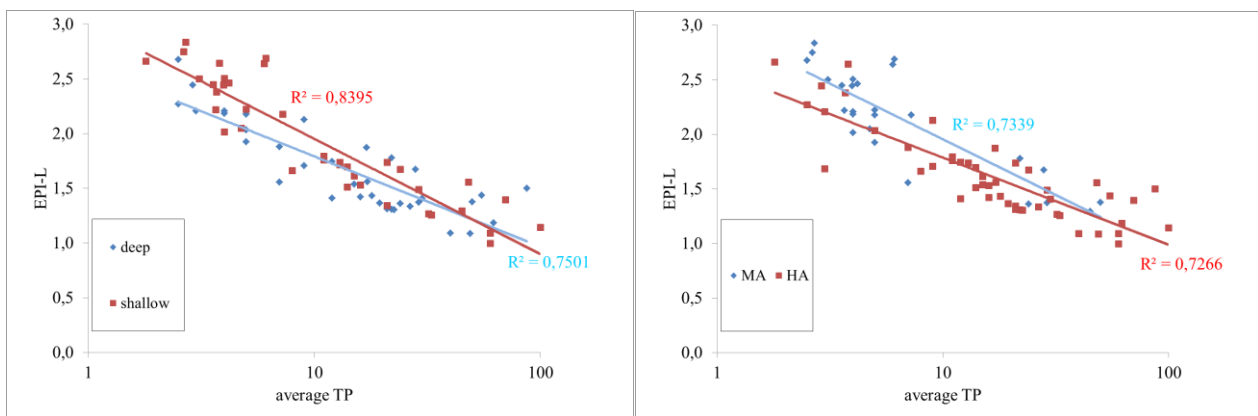 3,0
2,5
2,0
1,5
1,0
0,5
0,0
EPI-L
R² = 0,8395
R² = 0,7501
deep
shallow
1 10 100
average TP
3,0
2,5
2,0
1,5
1,0
0,5
0,0
EPI-L
R² = 0,7339
R² = 0,7266
MA HA
1 10 100
average TP